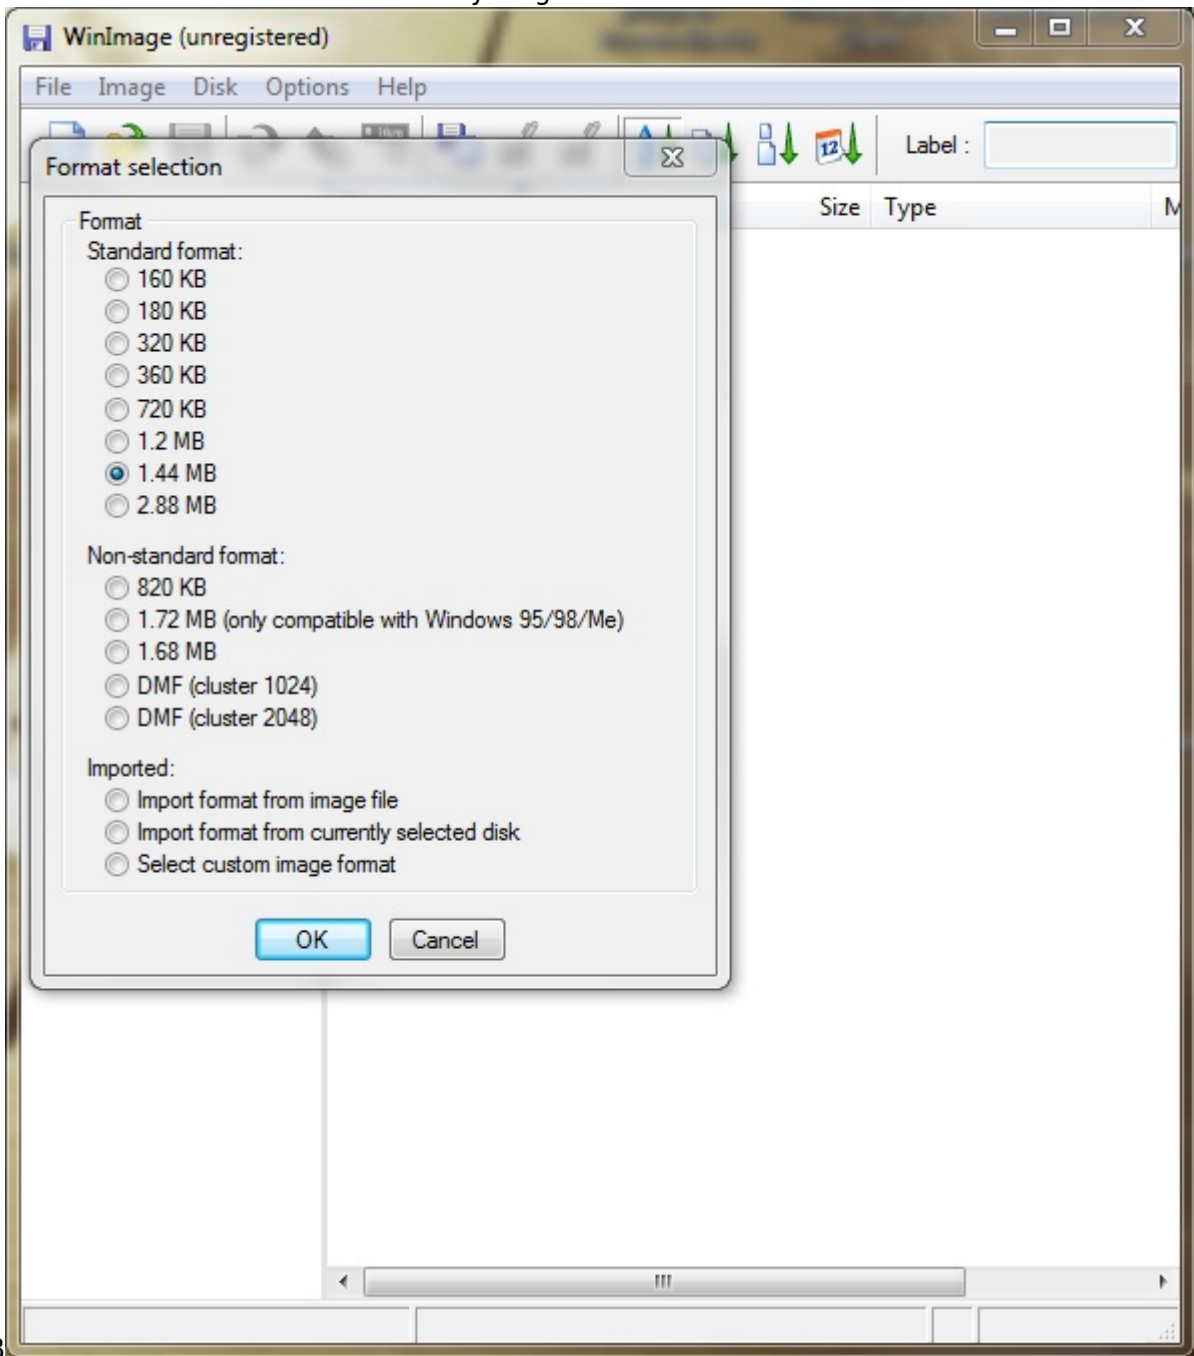 WinImage (unregistered)
File Image Disk Options Help
Label :
Format selection
Size Type M
Format
Standard format:
160 KB
180 KB
320 KB
360 KB
720 KB
1.2 MB
1.44 MB
2.88 MB
Non-standard format:
820 KB
1.72 MB (only compatible with Windows 95/98/Me)
1.68 MB
DMF (cluster 1024)
DMF (cluster 2048)
Imported:
Import format from image file
Import format from currently selected disk
Select custom image format
OK Cancel